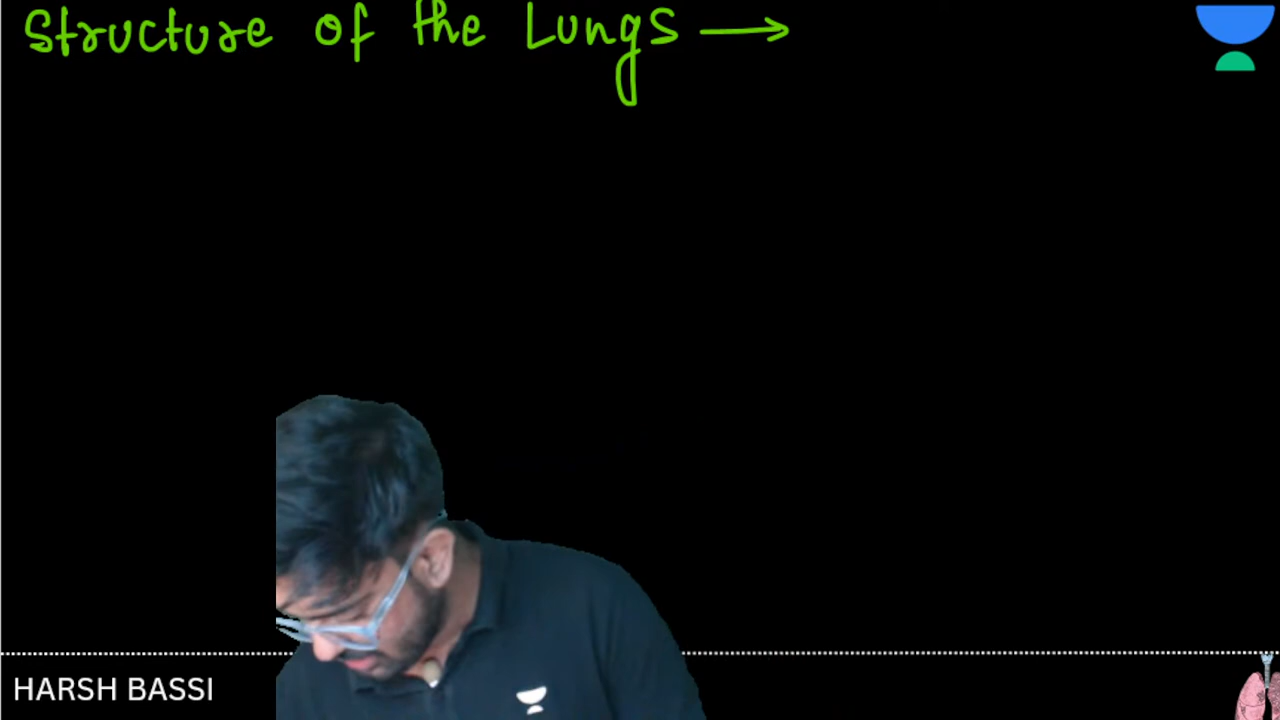 Structure of the Lungs →
HARSH BASSI